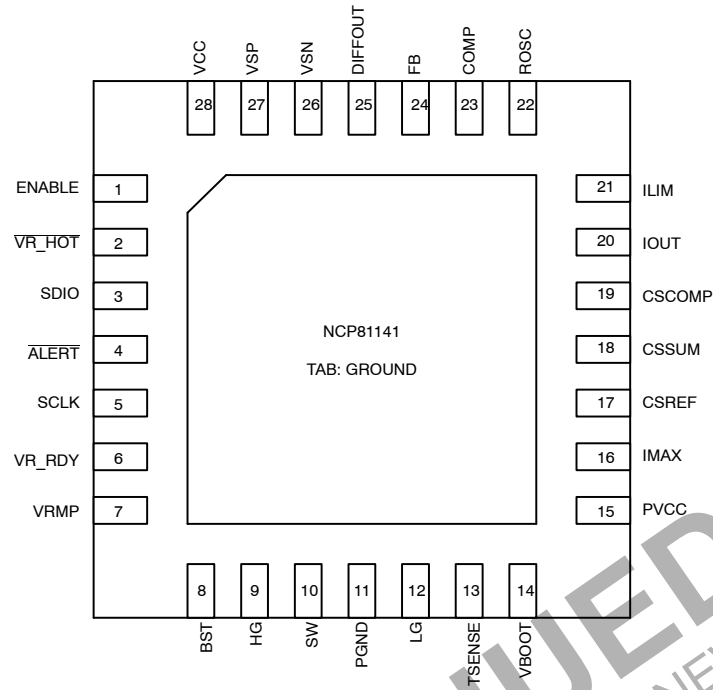 VCC
VSP
VSN
DIFFOUT
FB
COMP
ROSC
28
27
26
25
24
23
22
ENABLE 1
VR_HOT 2
SDIO 3
ALERT 4
SCLK 5
VR_RDY 6
VRMP 7
NCP81141
TAB: GROUND
21 ILIM
20 IOUT
19 CSCOMP
18 CSSUM
17 CSREF
16 IMAX
15 PVCC
8
9
10
11
12
13
14
BST
HG
SW
PGND
LG
TSENSE
VBOOT